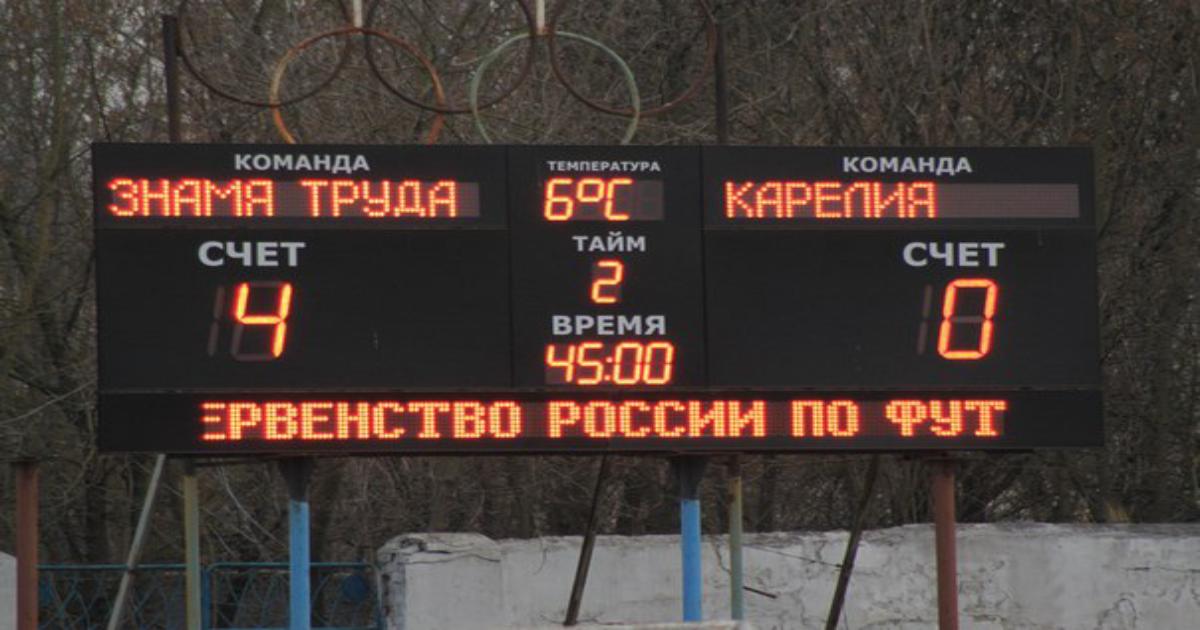 КОМАНДА
ЗНАМЯ ТРУДА
СЧЕТ
4
ТЕМПЕРАТУРА
6ºC
ТАЙМ
2
ВРЕМЯ
45:00
КОМАНДА
КАРЕЛИЯ
СЧЕТ
0
ЕРВЕНСТВО РОССИИ ПО ФУТ